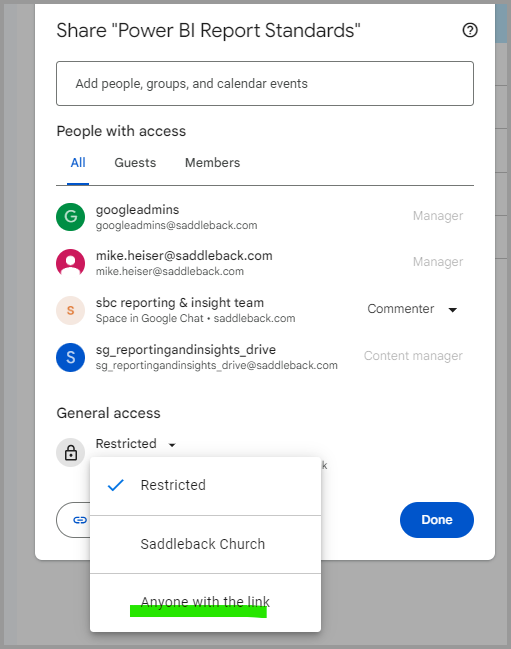 Share "Power BI Report Standards"
Add people, groups, and calendar events
People with access
All Guests Members
G
googleadmins
googleadmins@saddleback.com
Manager
mike.heiser@saddleback.com
mike.heiser@saddleback.com
Manager
s
sbc reporting & insight team
Space in Google Chat • saddleback.com
Commenter
S
sg_reportingandinsights_drive
sg_reportingandinsights_drive@saddleback.com
Content manager
General access
Restricted
Restricted
Saddleback Church
Anyone with the link
Done